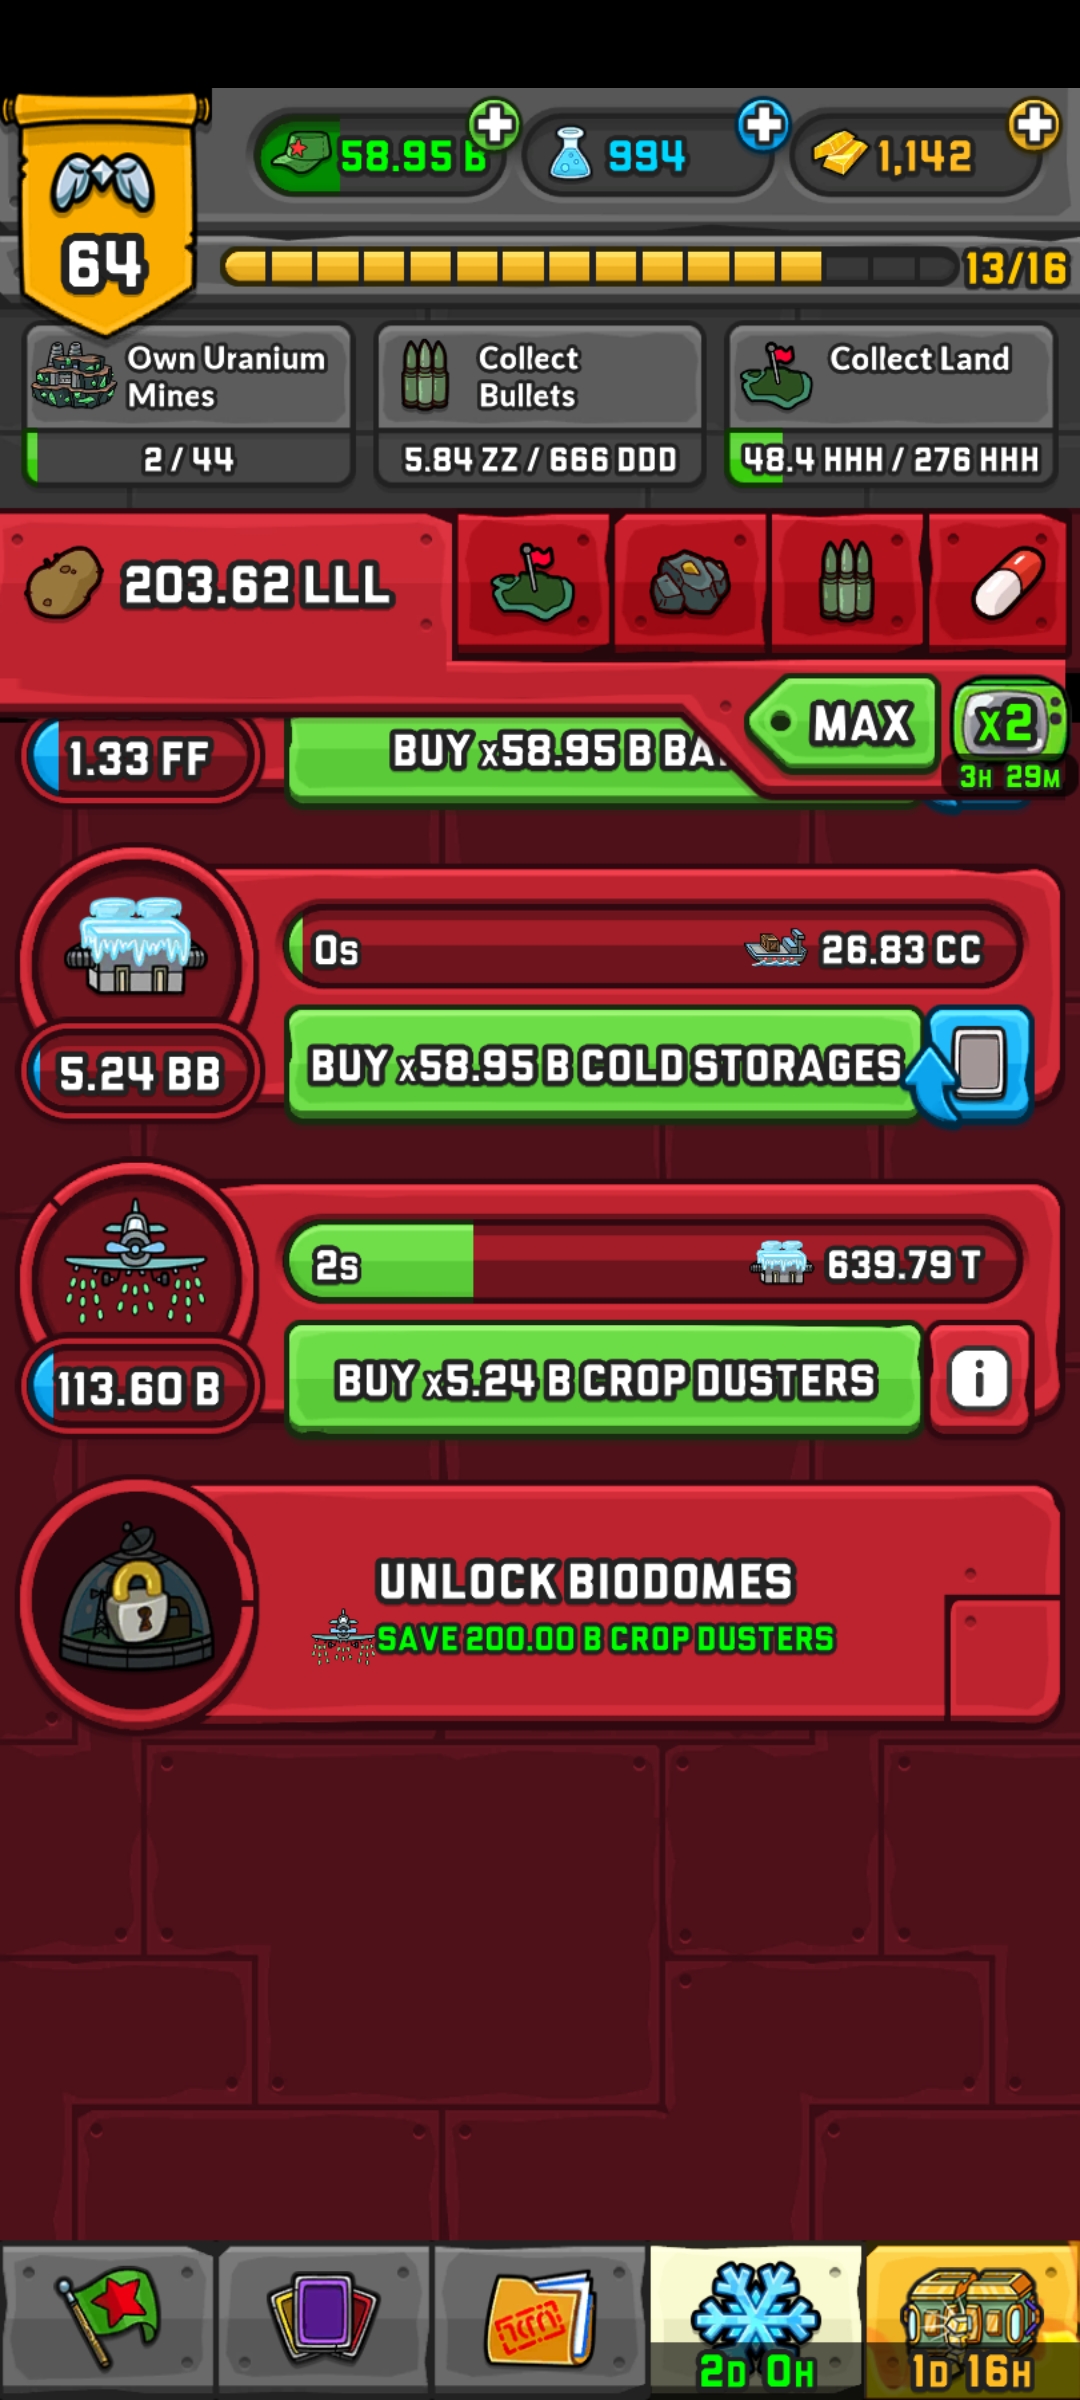 58.95 B
994
1,142
64
13/16
Own Uranium
Mines
2 / 44
Collect
Bullets
5.84 ZZ / 666 DDD
Collect Land
48.4 HHH / 276 HHH
203.62 LLL
MAX
x2
3H 29M
1.33 FF
BUY x58.95 B BA
0s
26.83 CC
5.24 BB
BUY x58.95 B COLD STORAGES
2s
639.79 T
113.60 B
BUY x5.24 B CROP DUSTERS
i
UNLOCK BIODOMES
SAVE 200.00 B CROP DUSTERS
2D 0H
1D 16H